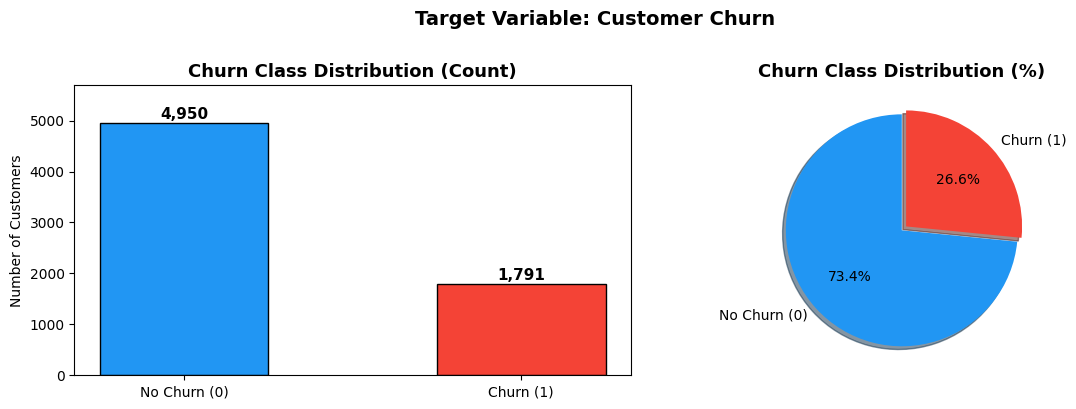 Target Variable: Customer Churn
Churn Class Distribution (Count)
Number of Customers
5000
4000
3000
2000
1000
0
4,950
1,791
No Churn (0)
Churn (1)
Churn Class Distribution (%)
Churn (1)
26.6%
73.4%
No Churn (0)